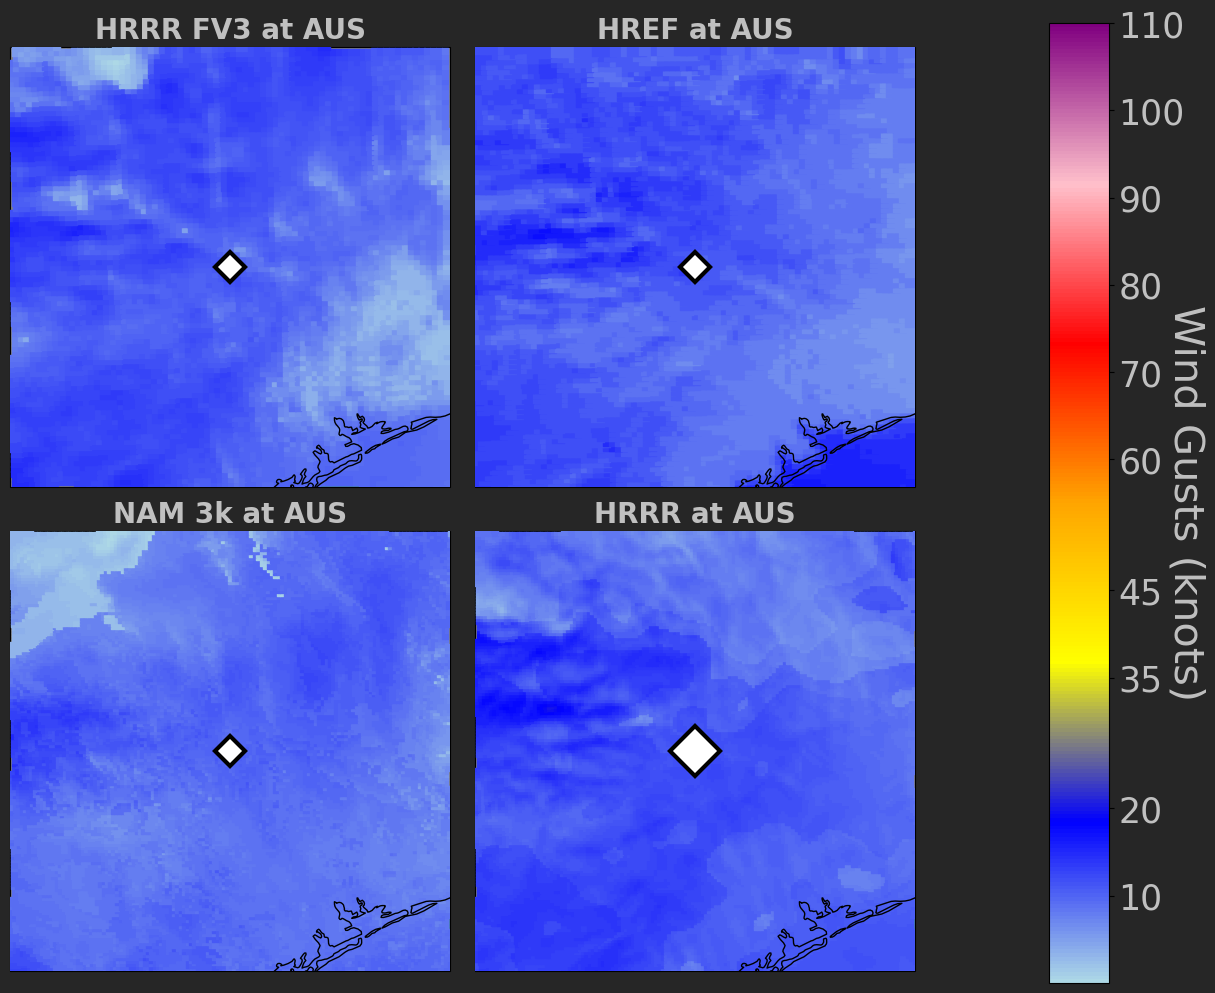 HRRR FV3 at AUS
HREF at AUS
NAM 3k at AUS
HRRR at AUS
110
100
90
80
70
60
45
35
20
10
Wind Gusts (knots)